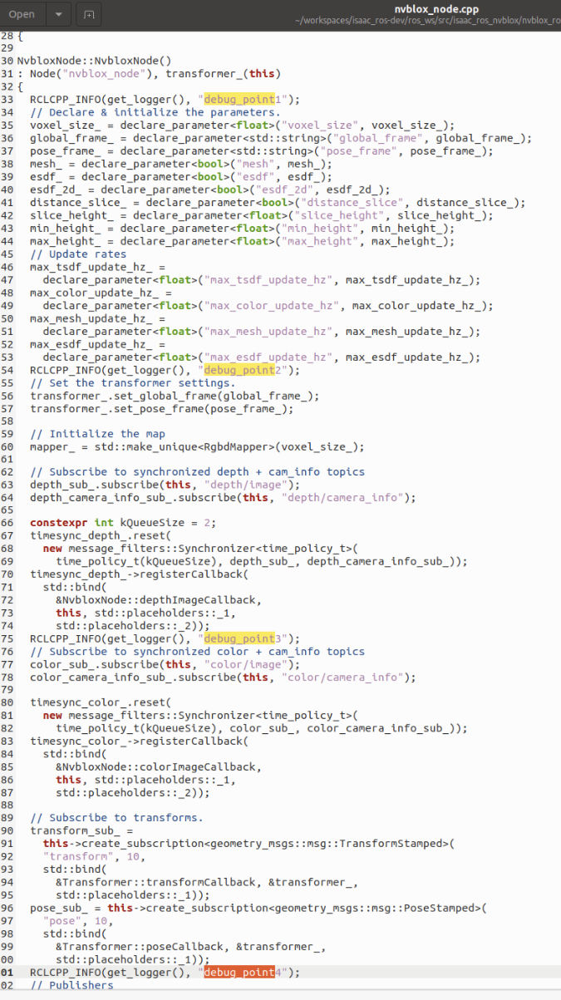 Open
nvblox_node.cpp
~/workspaces/isaac_ros-dev/ros_ws/src/isaac_ros_nvblox/nvblox_ro
28 {
29
30 NvbloxNode::NvbloxNode()
31 : Node("nvblox_node"), transformer_(this)
32 {
33   RCLCPP_INFO(get_logger(), "debug_point1");
34   // Declare & initialize the parameters.
35   voxel_size_ = declare_parameter<float>("voxel_size", voxel_size_);
36   global_frame_ = declare_parameter<std::string>("global_frame", global_frame_);
37   pose_frame_ = declare_parameter<std::string>("pose_frame", pose_frame_);
38   mesh_ = declare_parameter<bool>("mesh", mesh_);
39   esdf_ = declare_parameter<bool>("esdf", esdf_);
40   esdf_2d_ = declare_parameter<bool>("esdf_2d", esdf_2d_);
41   distance_slice_ = declare_parameter<bool>("distance_slice", distance_slice_);
42   slice_height_ = declare_parameter<float>("slice_height", slice_height_);
43   min_height_ = declare_parameter<float>("min_height", min_height_);
44   max_height_ = declare_parameter<float>("max_height", max_height_);
45   // Update rates
46   max_tsdf_update_hz_ =
47     declare_parameter<float>("max_tsdf_update_hz", max_tsdf_update_hz_);
48   max_color_update_hz_ =
49     declare_parameter<float>("max_color_update_hz", max_color_update_hz_);
50   max_mesh_update_hz_ =
51     declare_parameter<float>("max_mesh_update_hz", max_mesh_update_hz_);
52   max_esdf_update_hz_ =
53     declare_parameter<float>("max_esdf_update_hz", max_esdf_update_hz_);
54   RCLCPP_INFO(get_logger(), "debug_point2");
55   // Set the transformer settings.
56   transformer_.set_global_frame(global_frame_);
57   transformer_.set_pose_frame(pose_frame_);
58
59   // Initialize the map
60   mapper_ = std::make_unique<RgbdMapper>(voxel_size_);
61
62   // Subscribe to synchronized depth + cam_info topics
63   depth_sub_.subscribe(this, "depth/image");
64   depth_camera_info_sub_.subscribe(this, "depth/camera_info");
65
66   constexpr int kQueueSize = 2;
67   timesync_depth_.reset(
68     new message_filters::Synchronizer<time_policy_t>(
69       time_policy_t(kQueueSize), depth_sub_, depth_camera_info_sub_));
70   timesync_depth_->registerCallback(
71     std::bind(
72       &NvbloxNode::depthImageCallback,
73       this, std::placeholders::_1,
74       std::placeholders::_2));
75   RCLCPP_INFO(get_logger(), "debug_point3");
76   // Subscribe to synchronized color + cam_info topics
77   color_sub_.subscribe(this, "color/image");
78   color_camera_info_sub_.subscribe(this, "color/camera_info");
79
80   timesync_color_.reset(
81     new message_filters::Synchronizer<time_policy_t>(
82       time_policy_t(kQueueSize), color_sub_, color_camera_info_sub_));
83   timesync_color_->registerCallback(
84     std::bind(
85       &NvbloxNode::colorImageCallback,
86       this, std::placeholders::_1,
87       std::placeholders::_2));
88
89   // Subscribe to transforms.
90   transform_sub_ =
91     this->create_subscription<geometry_msgs::msg::TransformStamped>(
92     "transform", 10,
93     std::bind(
94       &Transformer::transformCallback, &transformer_,
95       std::placeholders::_1));
96   pose_sub_ = this->create_subscription<geometry_msgs::msg::PoseStamped>(
97     "pose", 10,
98     std::bind(
99       &Transformer::poseCallback, &transformer_,
00       std::placeholders::_1));
01   RCLCPP_INFO(get_logger(), "debug_point4");
02   // Publishers